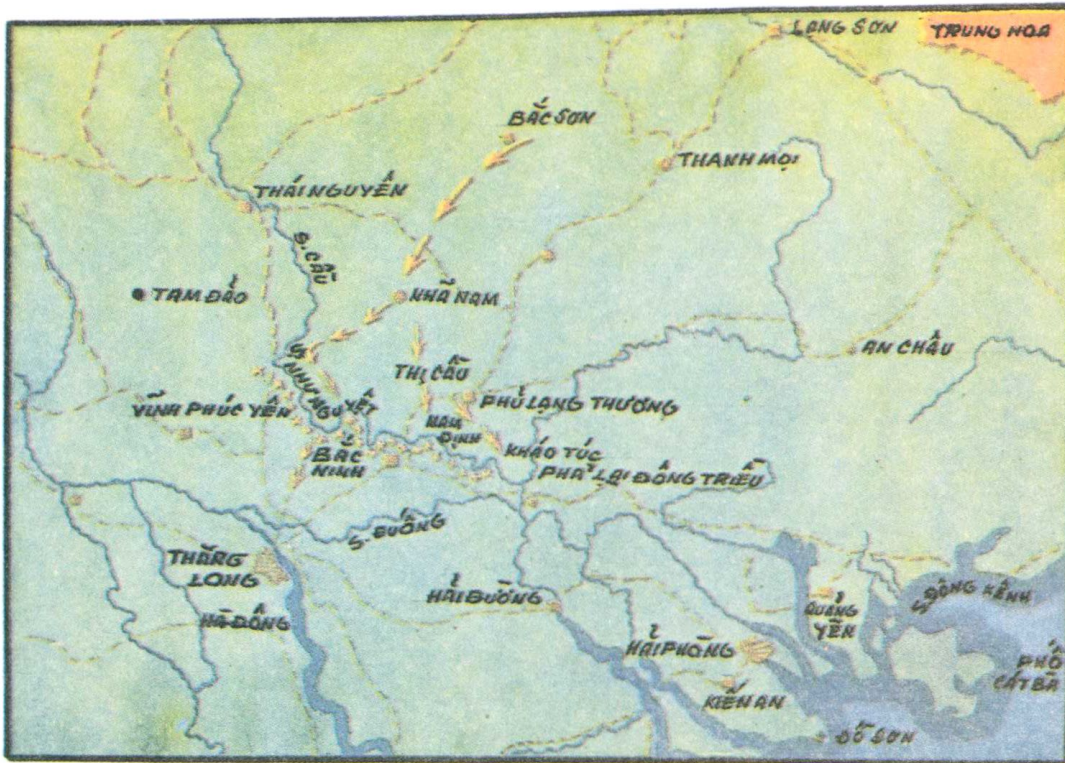 LẠNG SƠN
TRUNG HOA
BẮC SƠN
THANH MỌI
THÁI NGUYÊN
S. CẦU
TAM ĐẢO
NHÃ NAM
S. NHƯ NGUYỆT
THỊ CẦU
AN CHÂU
VĨNH PHÚC YÊN
PHỦ LẠNG THƯƠNG
NAM
ĐỊNH
BẮC
NINH
KHÁO TÚC
PHẢ LẠI ĐÔNG TRIỀU
S. ĐUỐNG
THĂNG
LONG
HÀ ĐÔNG
HẢI DƯƠNG
QUẢNG
YÊN
S. ĐÔNG KÊNH
HẢI PHÒNG
PHỐ
CÁT BÀ
KIẾN AN
ĐỒ SƠN